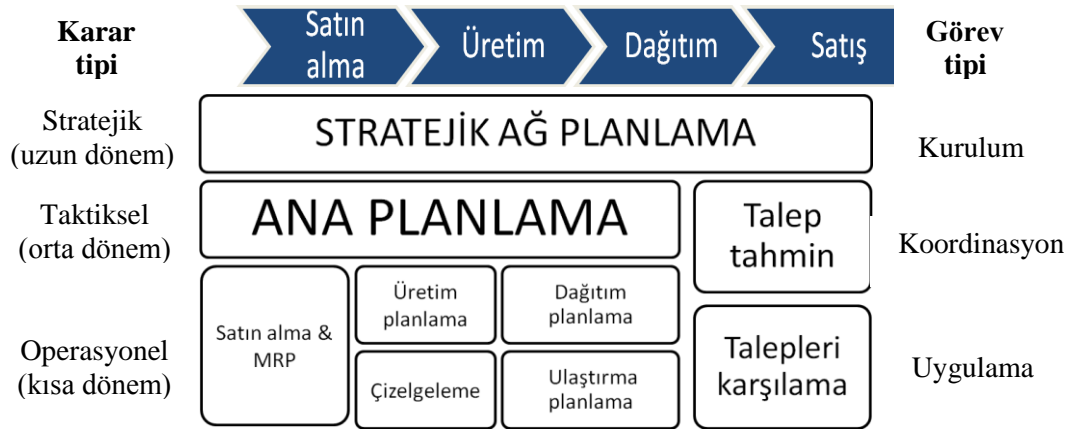 Karar
tipi
Satın
alma
Üretim
Dağıtım
Satış
Görev
tipi
Stratejik
(uzun dönem)
STRATEJİK AĞ PLANLAMA
Kurulum
Taktiksel
(orta dönem)
ANA PLANLAMA
Talep
tahmin
Koordinasyon
Operasyonel
(kısa dönem)
Satın alma &
MRP
Üretim
planlama
Dağıtım
planlama
Çizelgeleme
Ulaştırma
planlama
Talepleri
karşılama
Uygulama